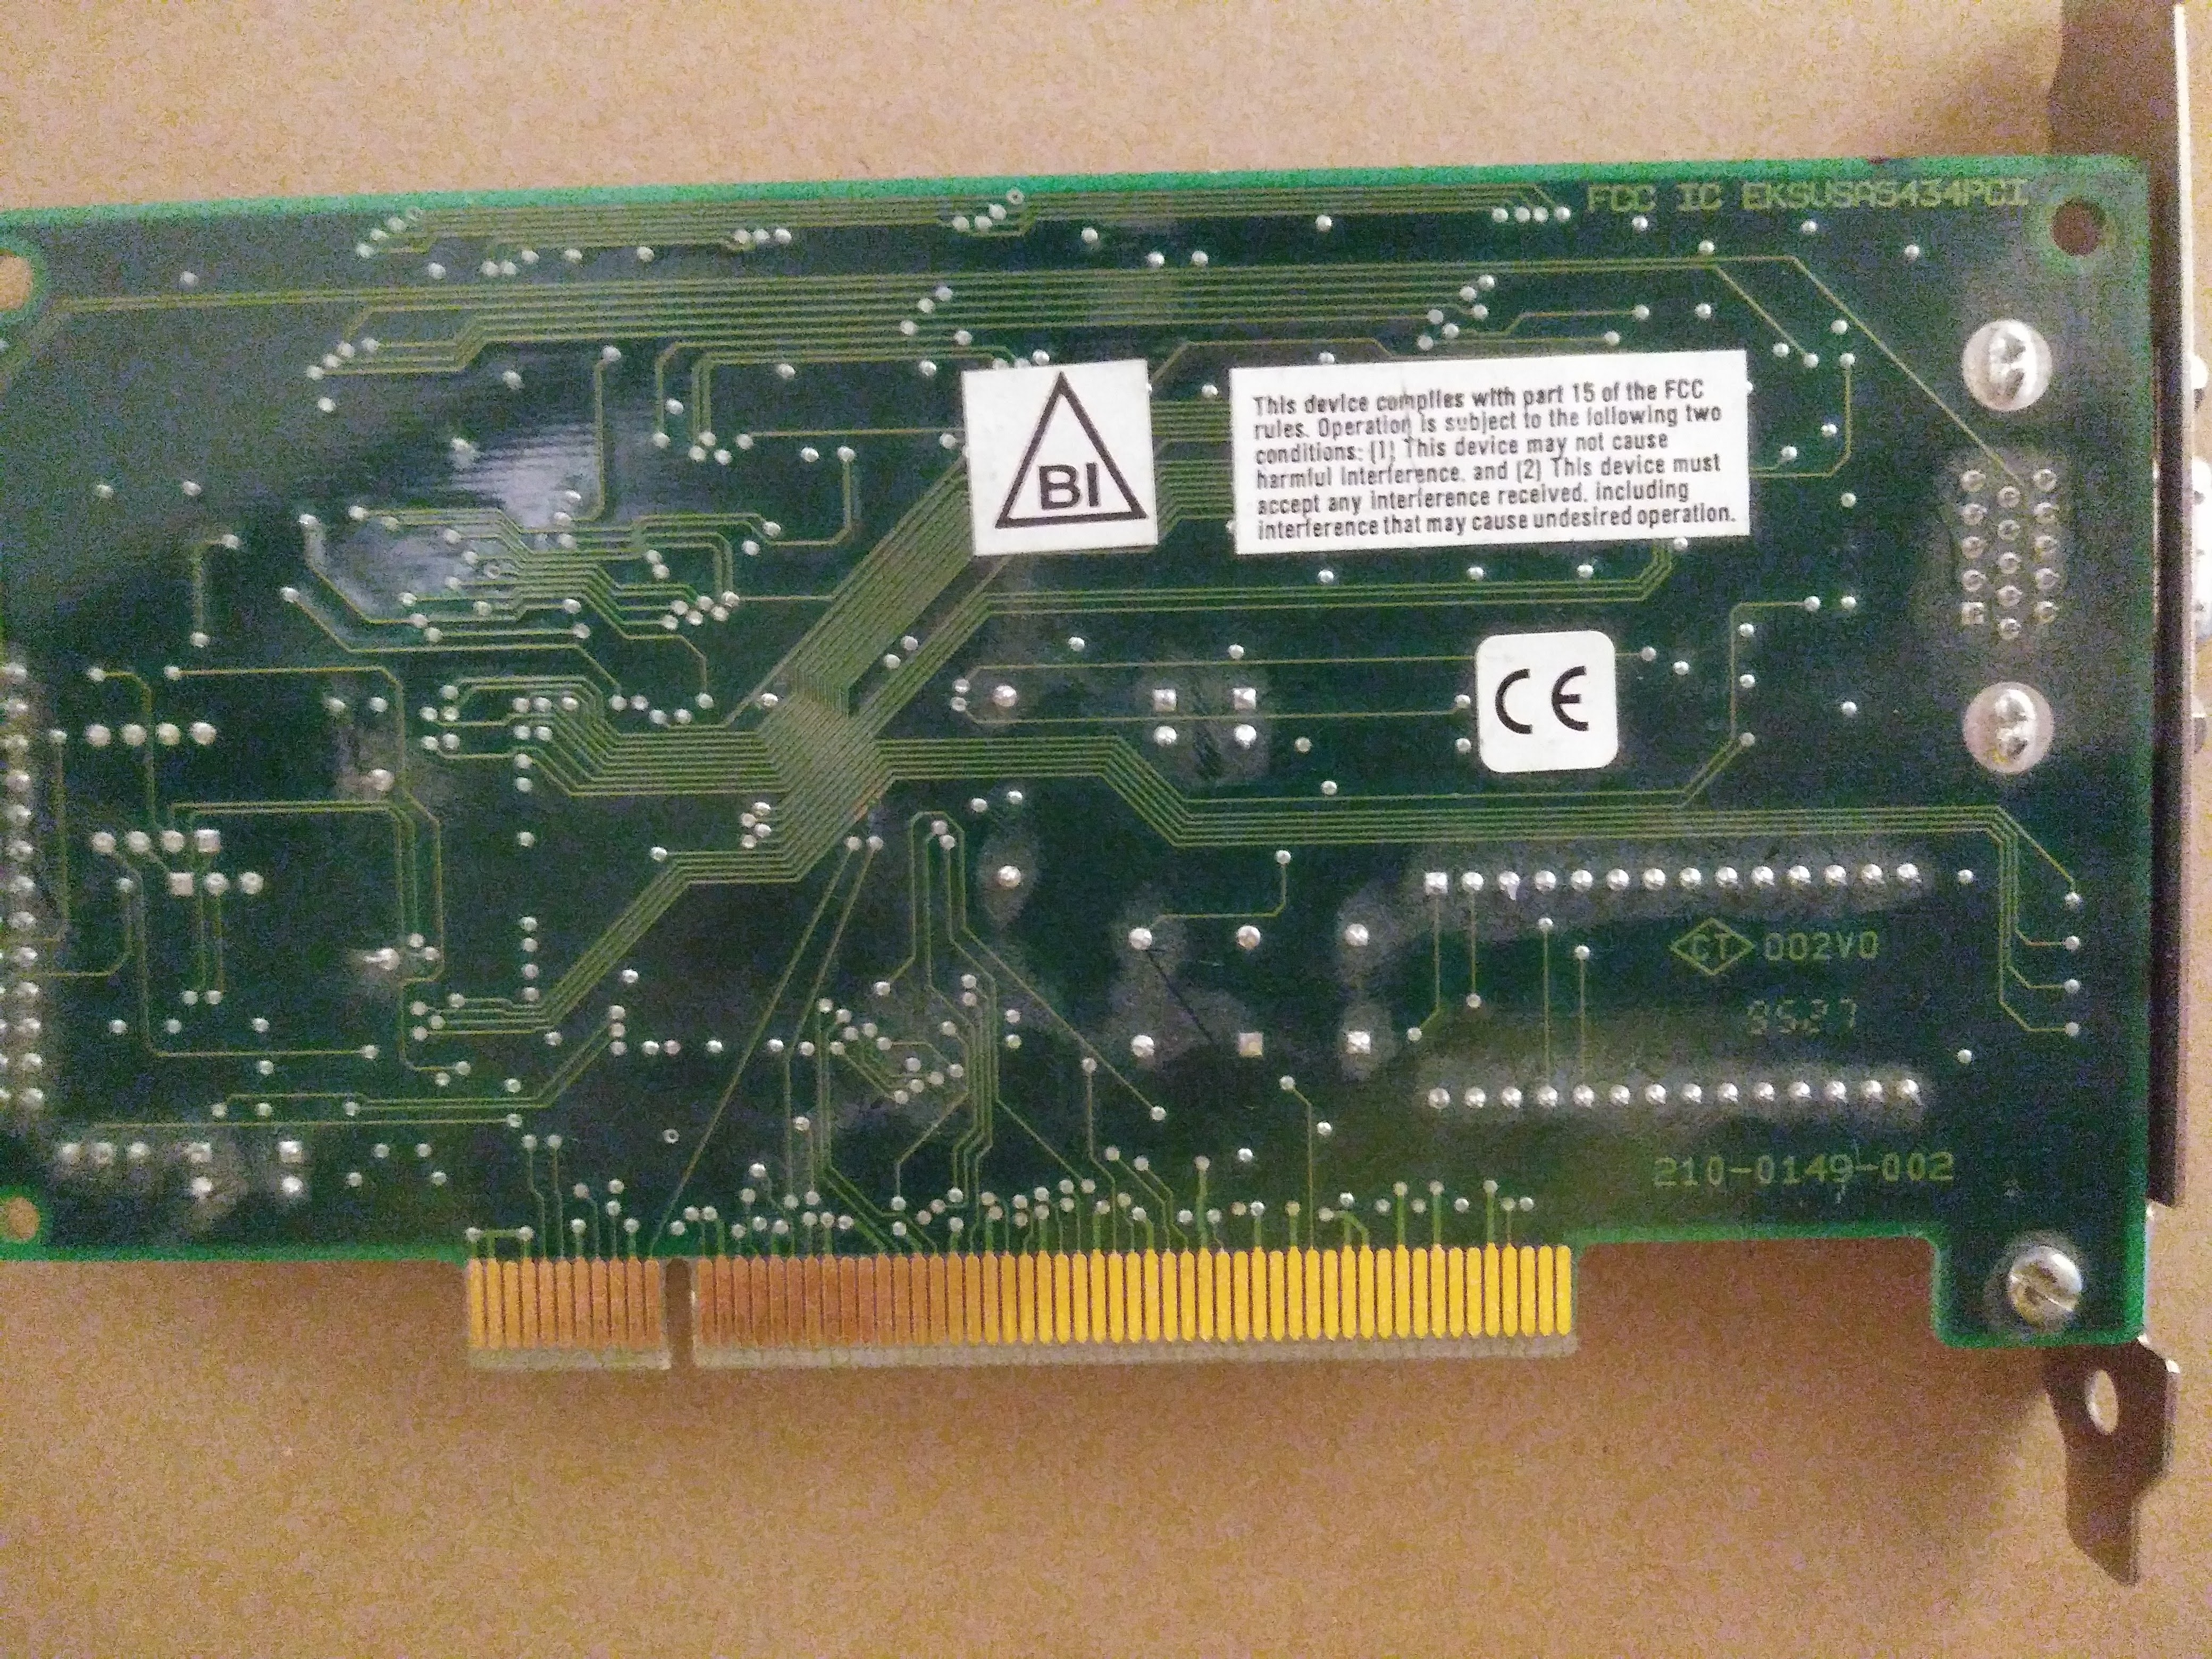 FCC IC EKSUSA5434PCI
BI
This device complies with part 15 of the FCC
rules. Operation is subject to the following two
conditions: (1) This device may not cause
harmful interference, and (2) This device must
accept any interference received, including
interference that may cause undesired operation.
CE
CT 002V0
9527
210-0149-002